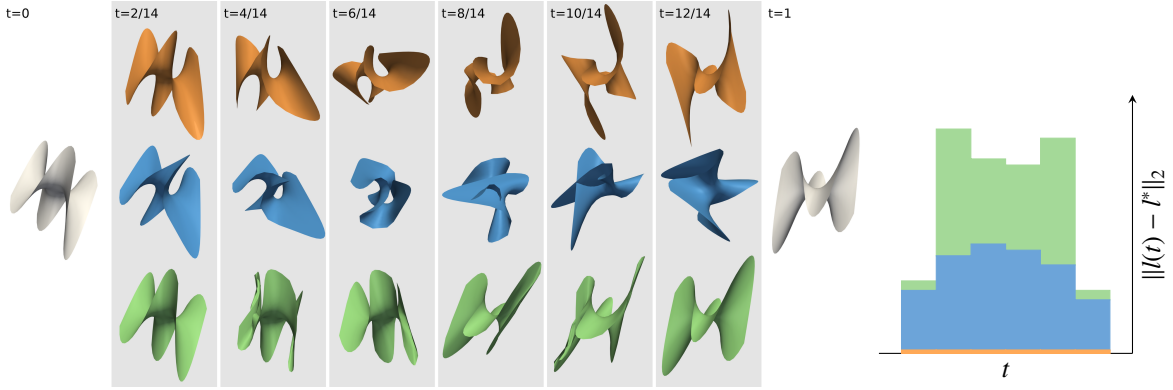 t=0
t=2/14
t=4/14
t=6/14
t=8/14
t=10/14
t=12/14
t=1
||l(t) − l*||₂
t